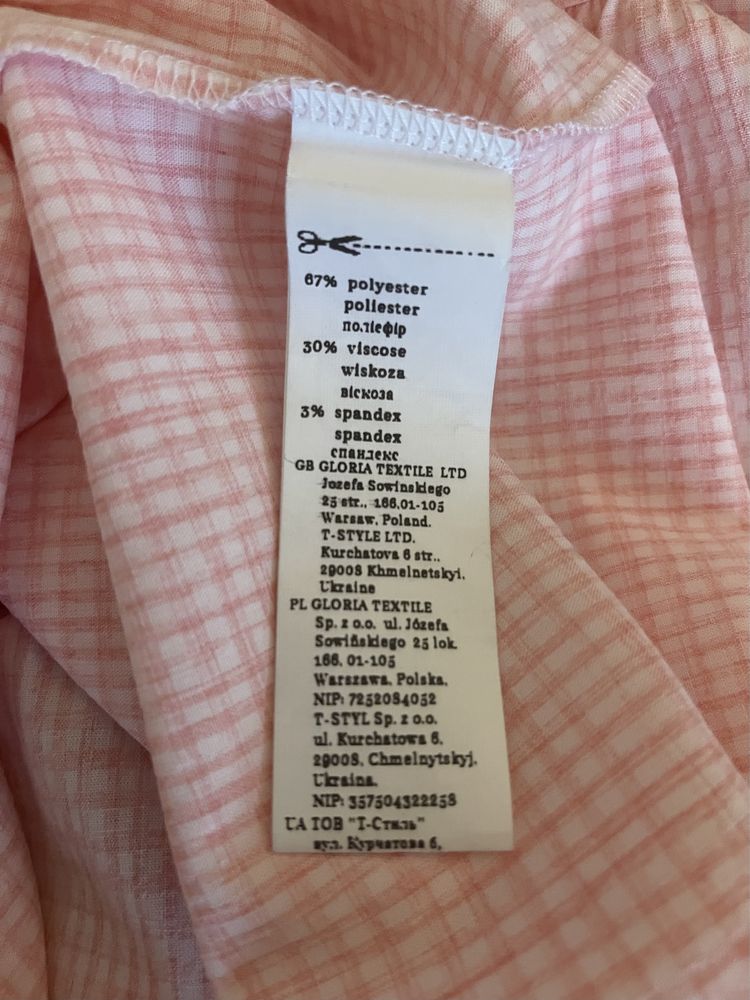 67% polyester
poliester
поліефір
30% viscose
wiskoza
віскоза
3% spandex
spandex
спандекс
GB GLORIA TEXTILE LTD
Jozefa Sowinskiego
25 str., 166,01-105
Warsaw, Poland.
T-STYLE LTD.
Kurchatova 6 str.,
29008 Khmelnetskyi,
Ukraine
PL GLORIA TEXTILE
Sp. z o.o. ul. Józefa
Sowińskiego 25 lok.
166, 01-105
Warszawa, Polska.
NIP: 7252084052
T-STYL Sp. z o.o.
ul. Kurchatowa 6,
29008, Chmelnytskyj,
Ukraina.
NIP: 357504322258
UA ТОВ "Т-Стиль"
вул. Курчатова 6,